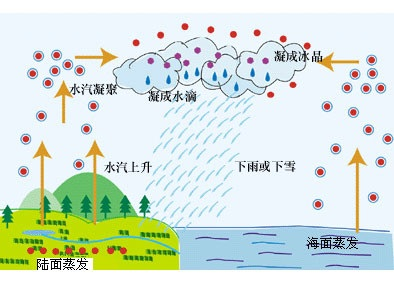 凝成冰晶
水汽凝聚
凝成水滴
水汽上升
下雨或下雪
海面蒸发
陆面蒸发